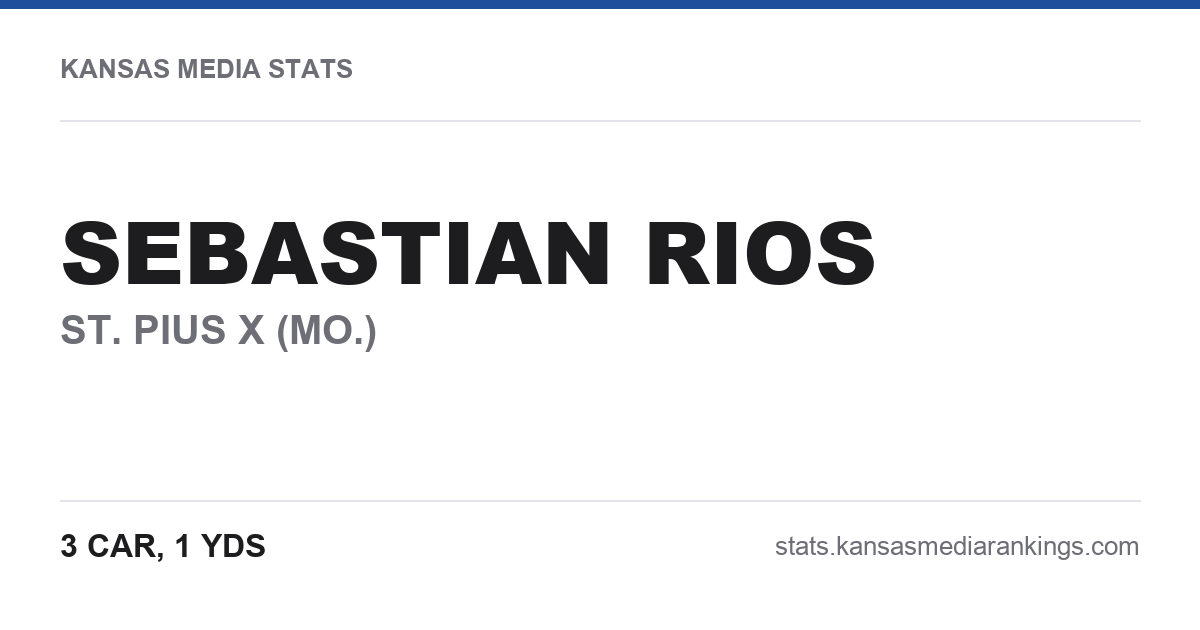 KANSAS MEDIA STATS
SEBASTIAN RIOS
ST. PIUS X (MO.)
3 CAR, 1 YDS
stats.kansasmediarankings.com